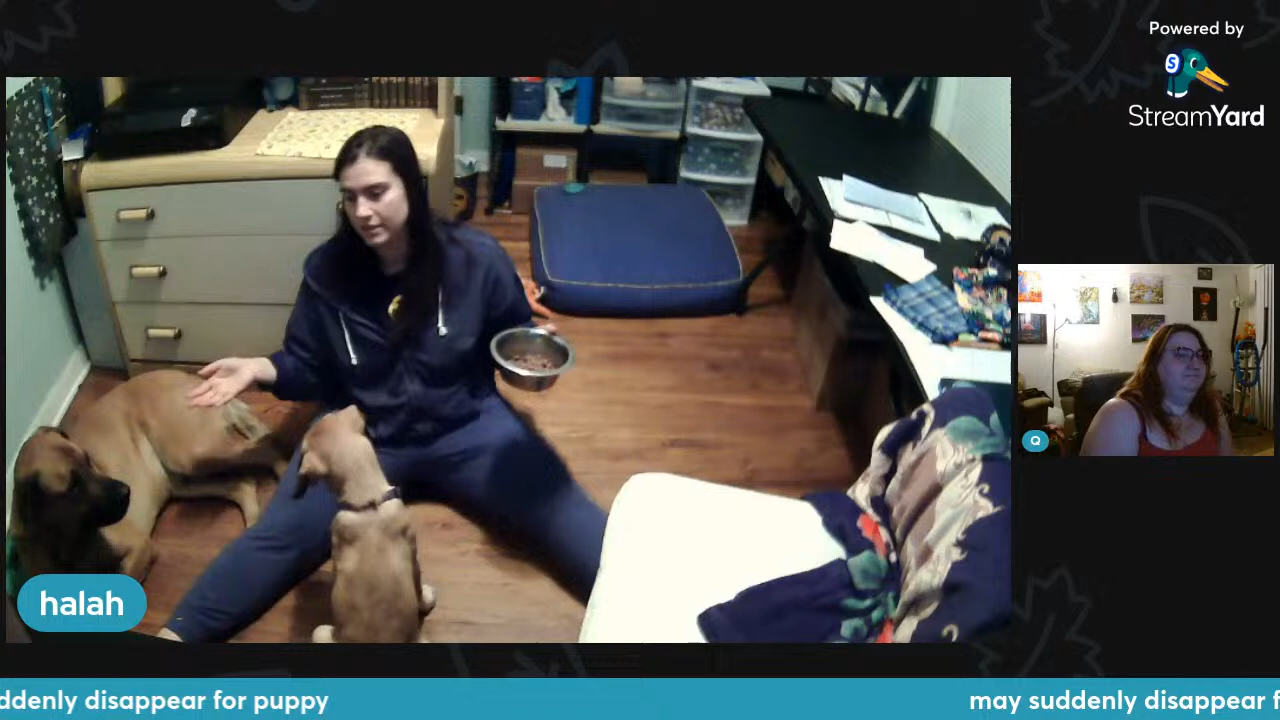 Powered by
S
StreamYard
Q
halah
ddenly disappear for puppy
may suddenly disappear f